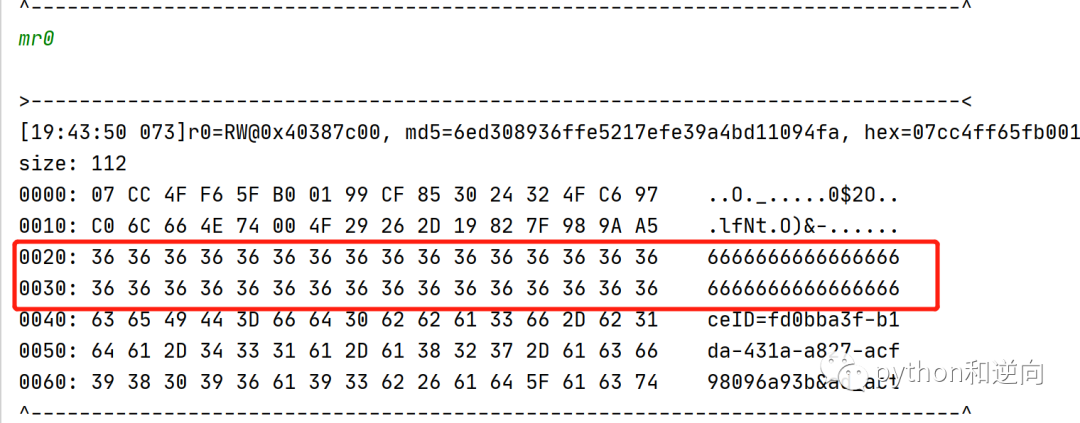 ^-----------------------------------------------------------------------------^
mr0
>-----------------------------------------------------------------------------<
[19:43:50 073]r0=RW@0x40387c00, md5=6ed308936ffe5217efe39a4bd11094fa, hex=07cc4ff65fb001
size: 112
0000: 07 CC 4F F6 5F B0 01 99 CF 85 30 24 32 4F C6 97    ..O._.....0$2O..
0010: C0 6C 66 4E 74 00 4F 29 26 2D 19 82 7F 98 9A A5    .lfNt.O)&-......
0020: 36 36 36 36 36 36 36 36 36 36 36 36 36 36 36 36    6666666666666666
0030: 36 36 36 36 36 36 36 36 36 36 36 36 36 36 36 36    6666666666666666
0040: 63 65 49 44 3D 66 64 30 62 62 61 33 66 2D 62 31    ceID=fd0bba3f-b1
0050: 64 61 2D 34 33 31 61 2D 61 38 32 37 2D 61 63 66    da-431a-a827-acf
0060: 39 38 30 39 36 61 39 33 62 26 61 64 5F 61 63 74    98096a93b&ad_act
python和逆向
^-----------------------------------------------------------------------------^